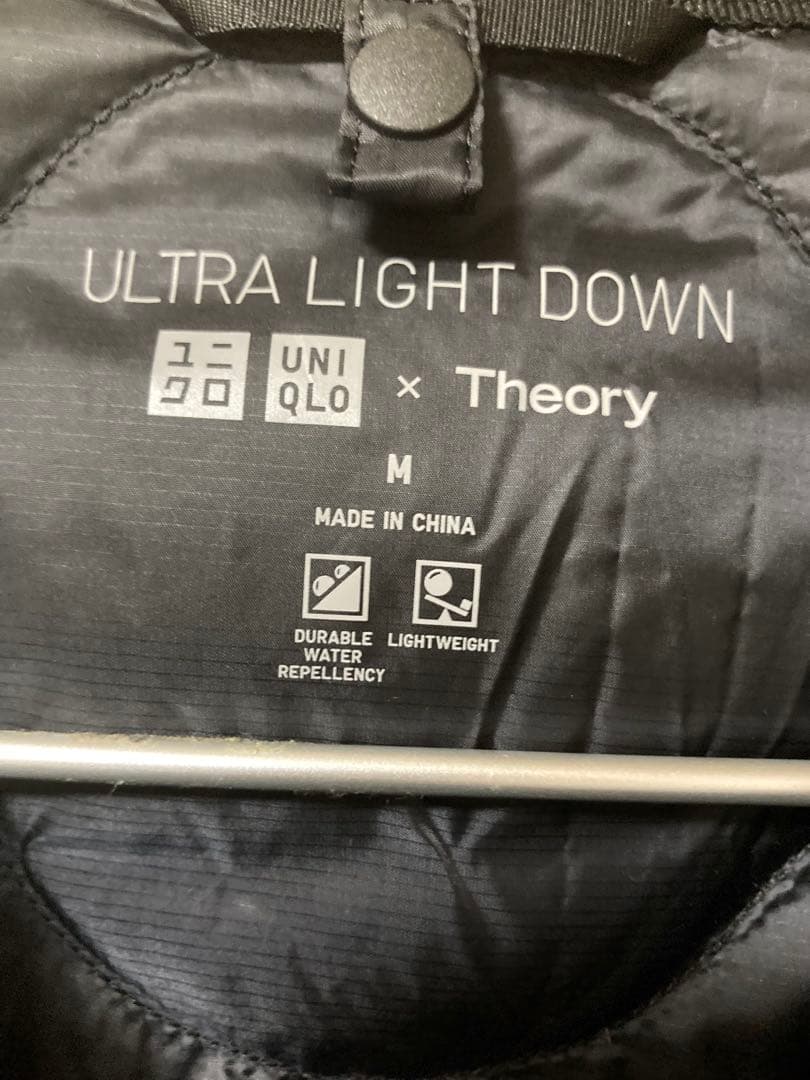 ULTRA LIGHT DOWN
ユニ UNI
クロ QLO × Theory
M
MADE IN CHINA
DURABLE LIGHTWEIGHT
WATER
REPELLENCY